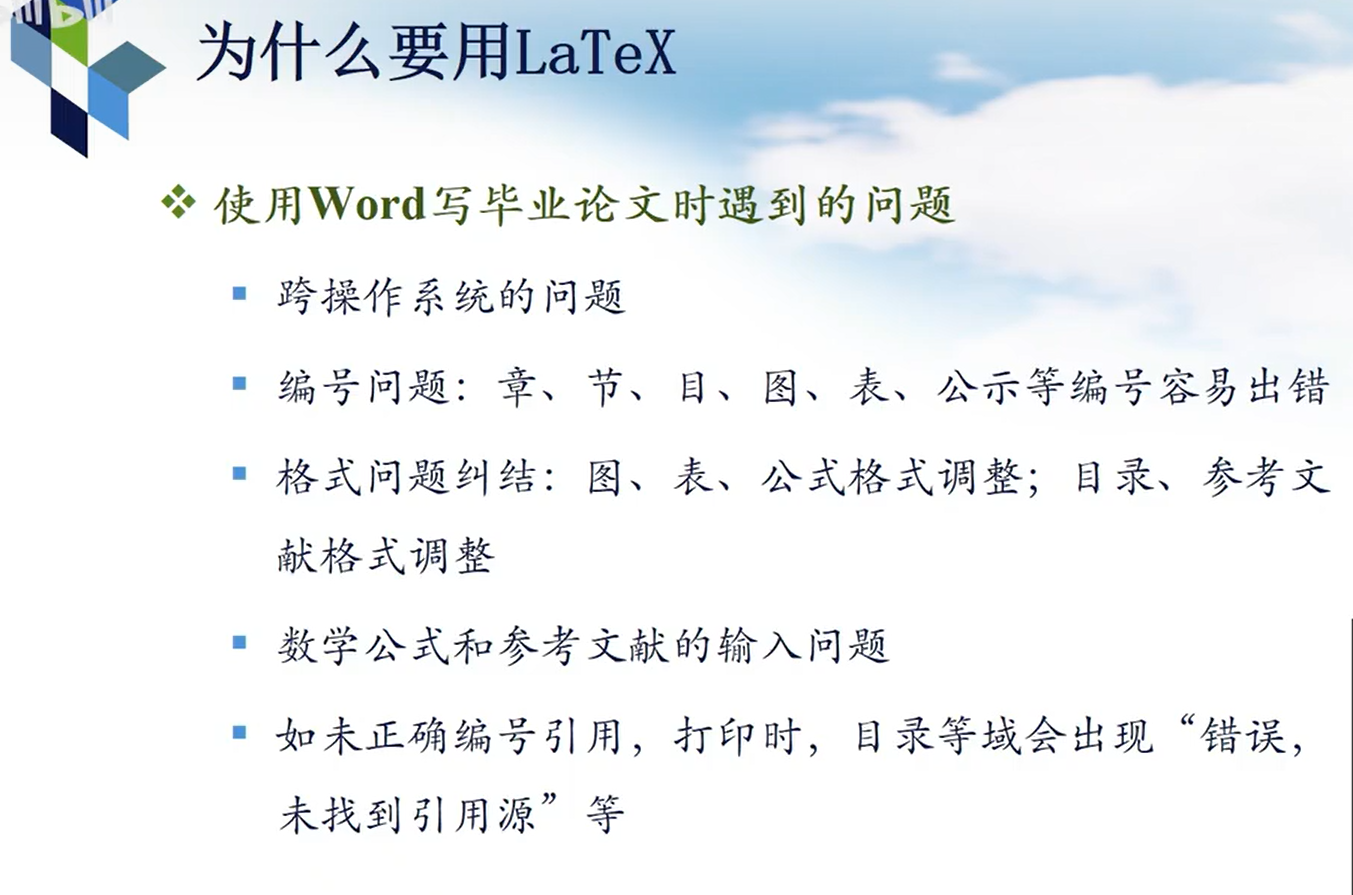 为什么要用LaTeX
使用Word写毕业论文时遇到的问题
跨操作系统的问题
编号问题：章、节、目、图、表、公示等编号容易出错
格式问题纠结：图、表、公式格式调整；目录、参考文
献格式调整
数学公式和参考文献的输入问题
如未正确编号引用，打印时，目录等域会出现“错误，
未找到引用源”等